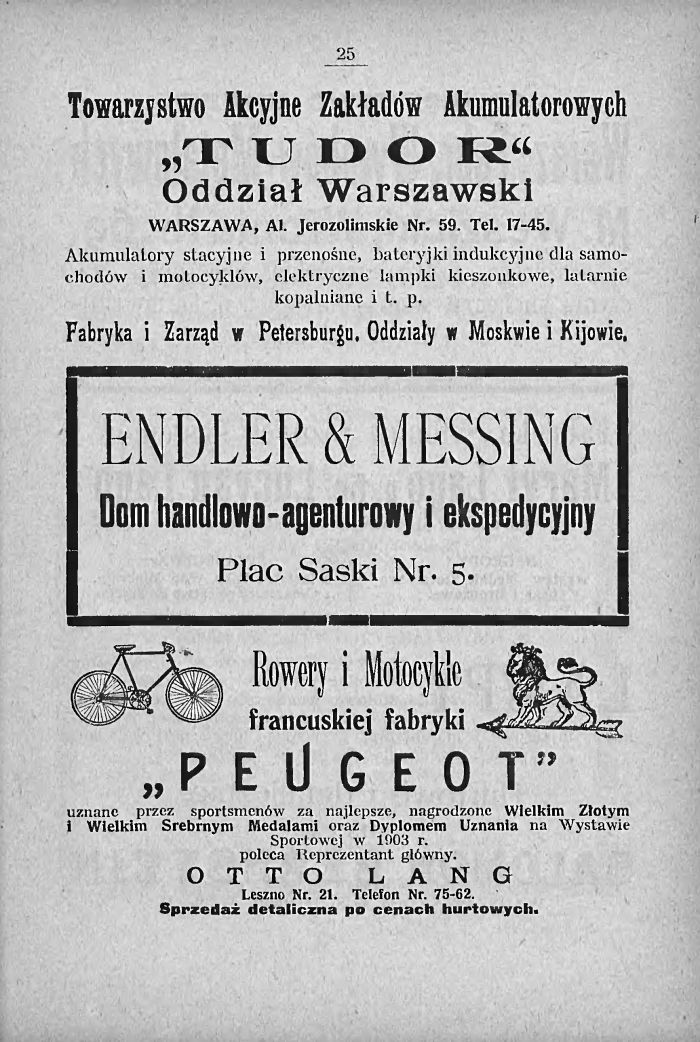 25
Towarzystwo Akcyjne Zakładów Akumulatorowych
„TUDOR“
Oddział Warszawski
WARSZAWA, Al. Jerozolimskie Nr. 59. Tel. 17-45.
Akumulatory stacyjne i przenośne, bateryjki indukcyjne dla samo-
chodów i motocyklów, elektryczne lampki kieszonkowe, latarnie
kopalniane i t. p.
Fabryka i Zarząd w Petersburgu. Oddziały w Moskwie i Kijowie.
ENDLER & MESSING
Dom handlowo-agenturowy i ekspedycyjny
Plac Saski Nr. 5.
Rowery i Motocykle
francuskiej fabryki
„PEUGEOT”
uznane przez sportsmenów za najlepsze, nagrodzone Wielkim Złotym
i Wielkim Srebrnym Medalami oraz Dyplomem Uznania na Wystawie
Sportowej w 1903 r.
poleca Reprezentant główny.
OTTO LANG
Leszno Nr. 21. Telefon Nr. 75-62.
Sprzedaż detaliczna po cenach hurtowych.